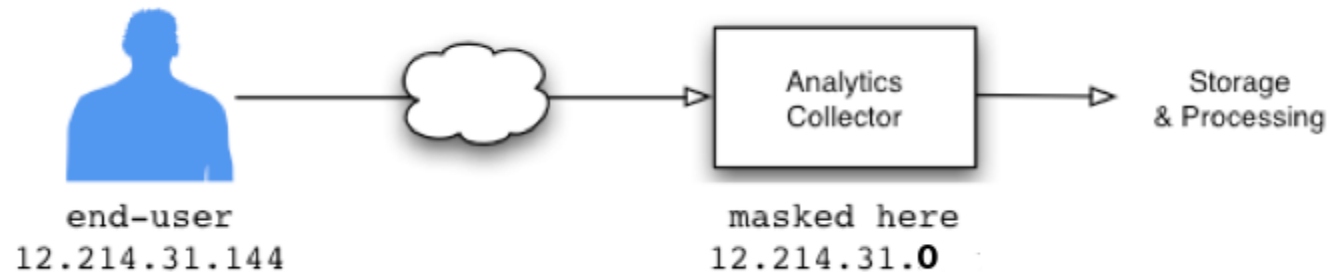 Analytics
Collector
Storage
& Processing
end-user
12.214.31.144
masked here
12.214.31.0